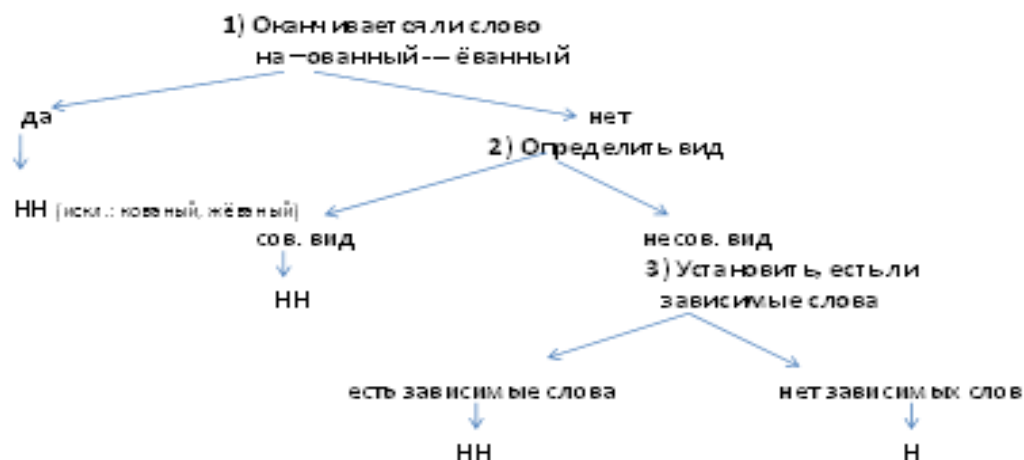 1) Оканчивается ли слово
на –ованный --- ёванный
да
нет
2) Определить вид
НН (искл.: кованый, жёваный)
сов. вид
несов. вид
3) Установить, есть ли
зависимые слова
НН
есть зависимые слова
нет зависимых слов
НН
Н